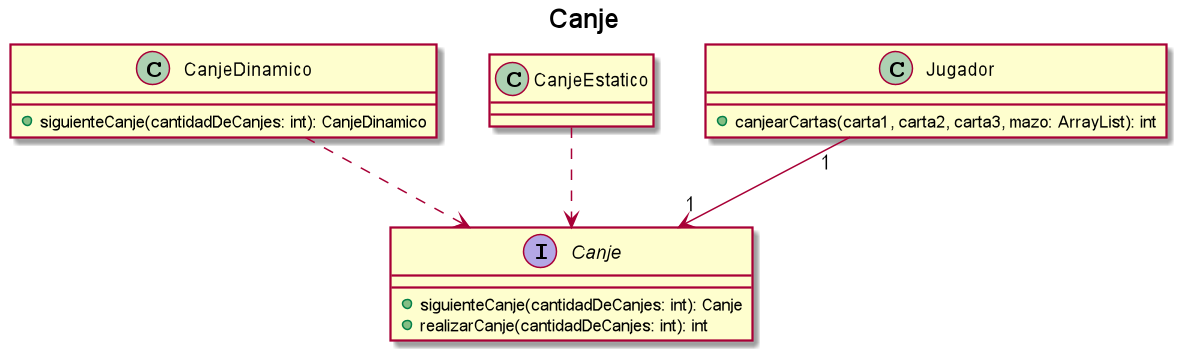 Canje
C CanjeDinamico
siguienteCanje(cantidadDeCanjes: int): CanjeDinamico
C CanjeEstatico
C Jugador
canjearCartas(carta1, carta2, carta3, mazo: ArrayList): int
1
1
I Canje
siguienteCanje(cantidadDeCanjes: int): Canje
realizarCanje(cantidadDeCanjes: int): int